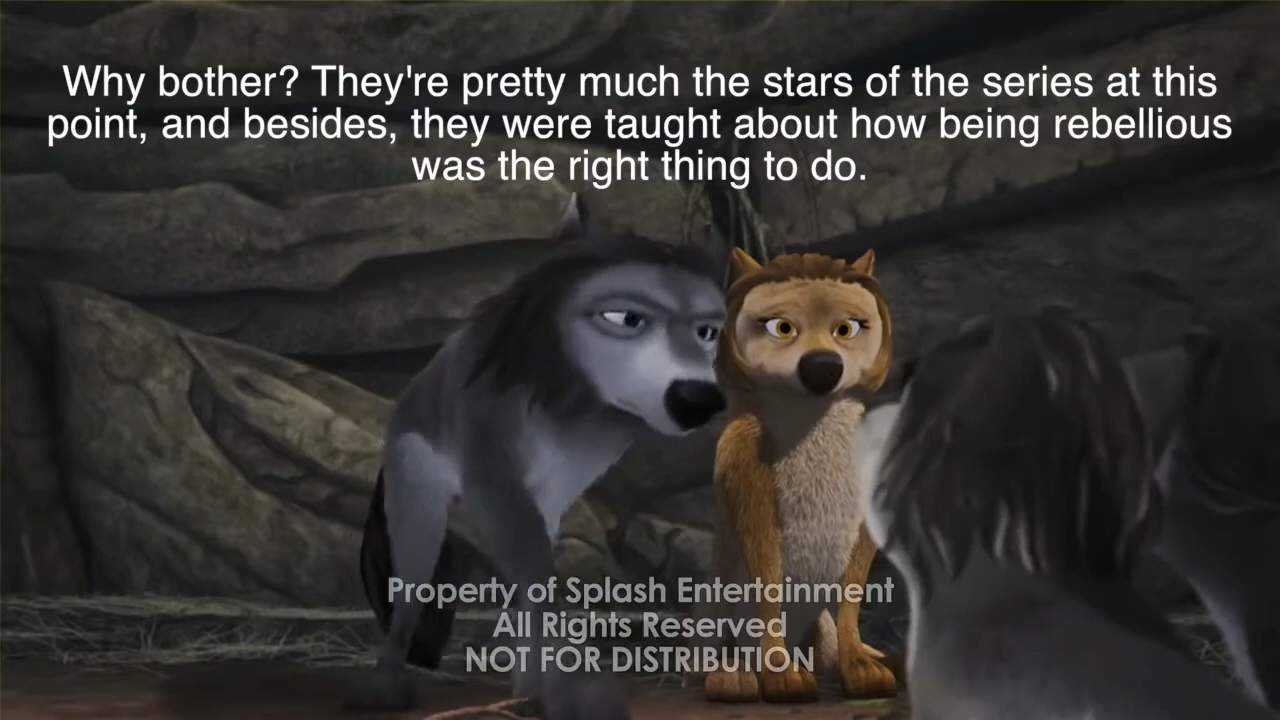 Why bother? They're pretty much the stars of the series at this
point, and besides, they were taught about how being rebellious
was the right thing to do.
Property of Splash Entertainment
All Rights Reserved
NOT FOR DISTRIBUTION